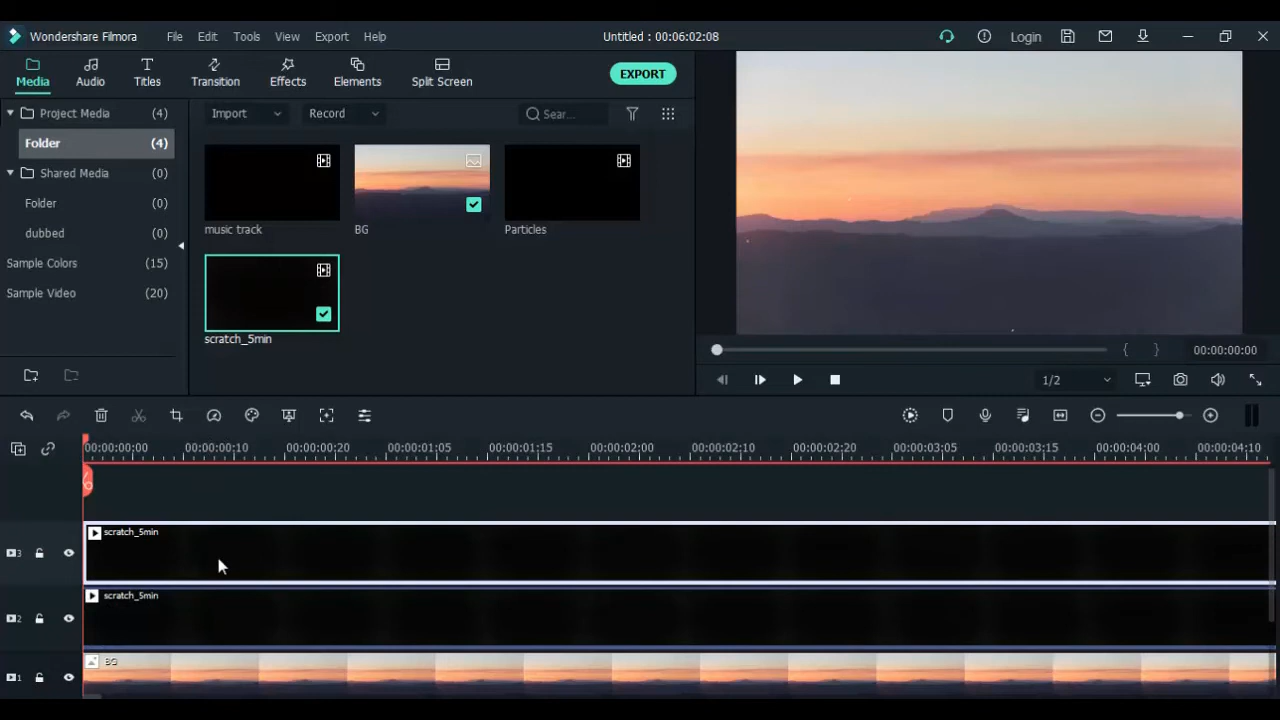 Wondershare Filmora File Edit Tools View Export Help Untitled : 00:06:02:08 Login
Media Audio Titles Transition Effects Elements Split Screen EXPORT
Project Media (4)
Folder (4)
Shared Media (0)
Folder (0)
dubbed (0)
Sample Colors (15)
Sample Video (20)
Import Record Sear...
music track BG Particles
scratch_5min
1/2 { } 00:00:00:00
00:00:00:00 00:00:00:10 00:00:00:20 00:00:01:05 00:00:01:15 00:00:02:00 00:00:02:10 00:00:02:20 00:00:03:05 00:00:03:15 00:00:04:00 00:00:04:10
3 scratch_5min
2 scratch_5min
1 BG